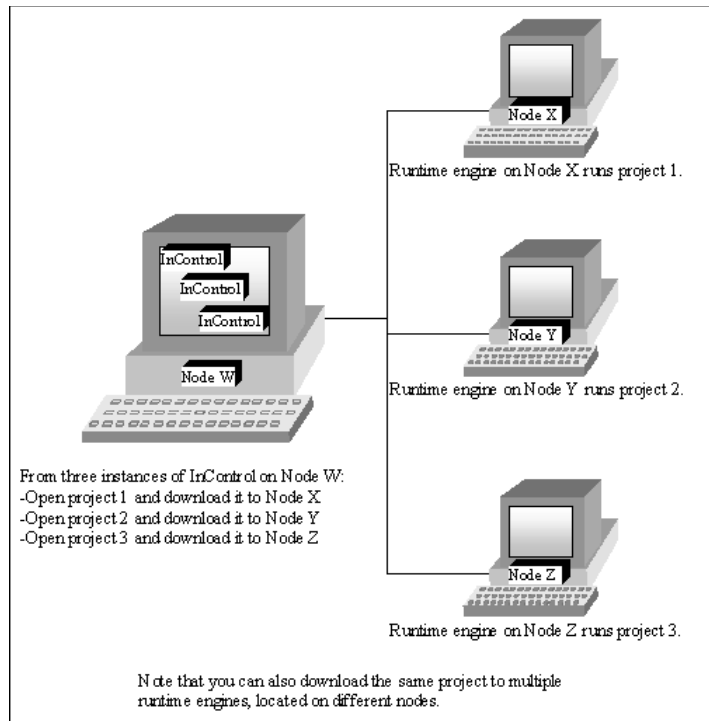 Node X
Runtime engine on Node X runs project 1.
InControl
InControl
InControl
Node W
Node Y
Runtime engine on Node Y runs project 2.
From three instances of InControl on Node W:
-Open project 1 and download it to Node X
-Open project 2 and download it to Node Y
-Open project 3 and download it to Node Z
Node Z
Runtime engine on Node Z runs project 3.
Note that you can also download the same project to multiple
runtime engines, located on different nodes.